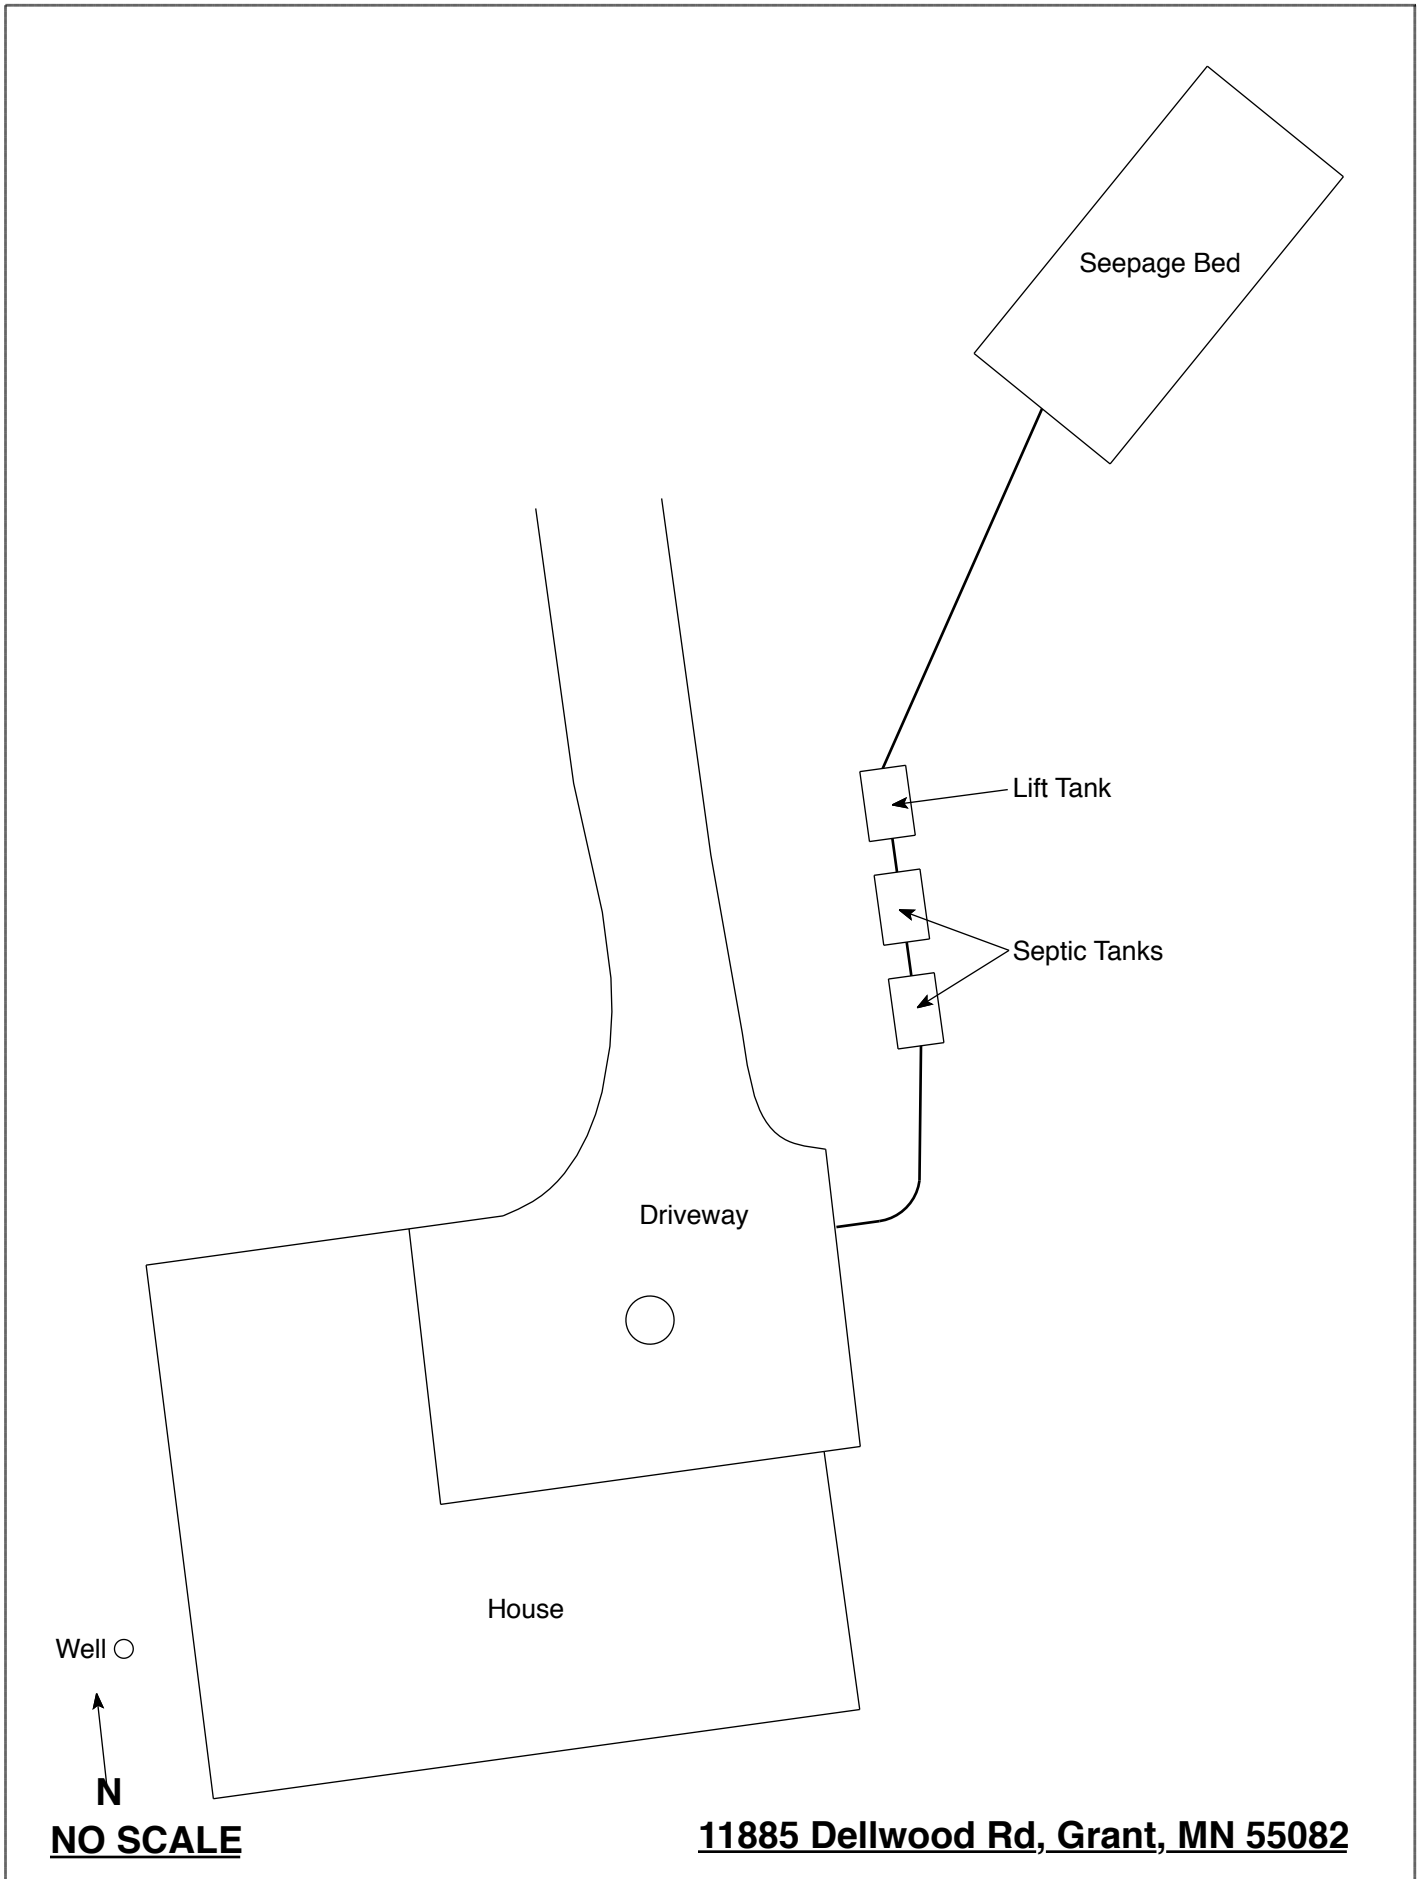 Seepage Bed
Lift Tank
Septic Tanks
Driveway
House
Well
N
NO SCALE
11885 Dellwood Rd, Grant, MN 55082